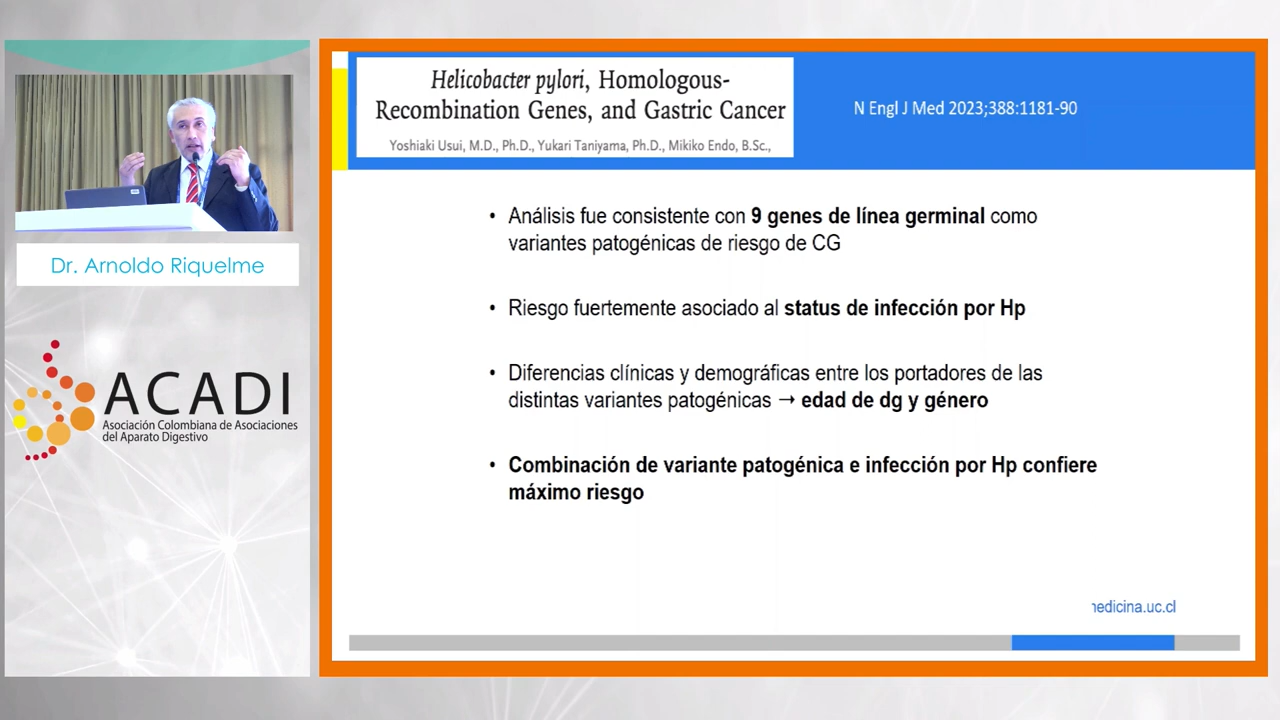 Helicobacter pylori, Homologous-
Recombination Genes, and Gastric Cancer
Yoshiaki Usui, M.D., Ph.D., Yukari Taniyama, Ph.D., Mikiko Endo, B.Sc.,
N Engl J Med 2023;388:1181-90
Dr. Arnoldo Riquelme
ACADI
Asociación Colombiana de Asociaciones
del Aparato Digestivo
• Análisis fue consistente con 9 genes de línea germinal como
variantes patogénicas de riesgo de CG
• Riesgo fuertemente asociado al status de infección por Hp
• Diferencias clínicas y demográficas entre los portadores de las
distintas variantes patogénicas → edad de dg y género
• Combinación de variante patogénica e infección por Hp confiere
máximo riesgo
medicina.uc.cl